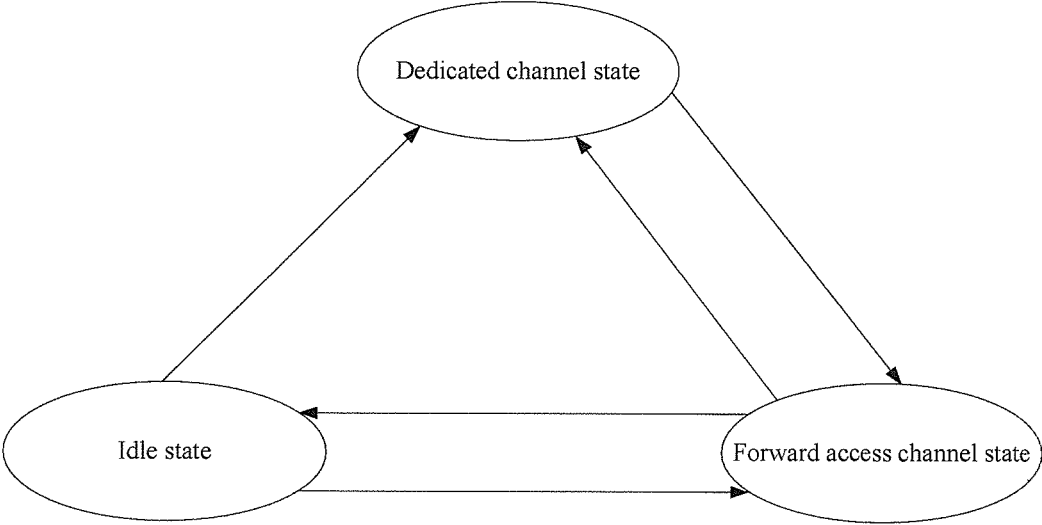 Dedicated channel state
Idle state
Forward access channel state